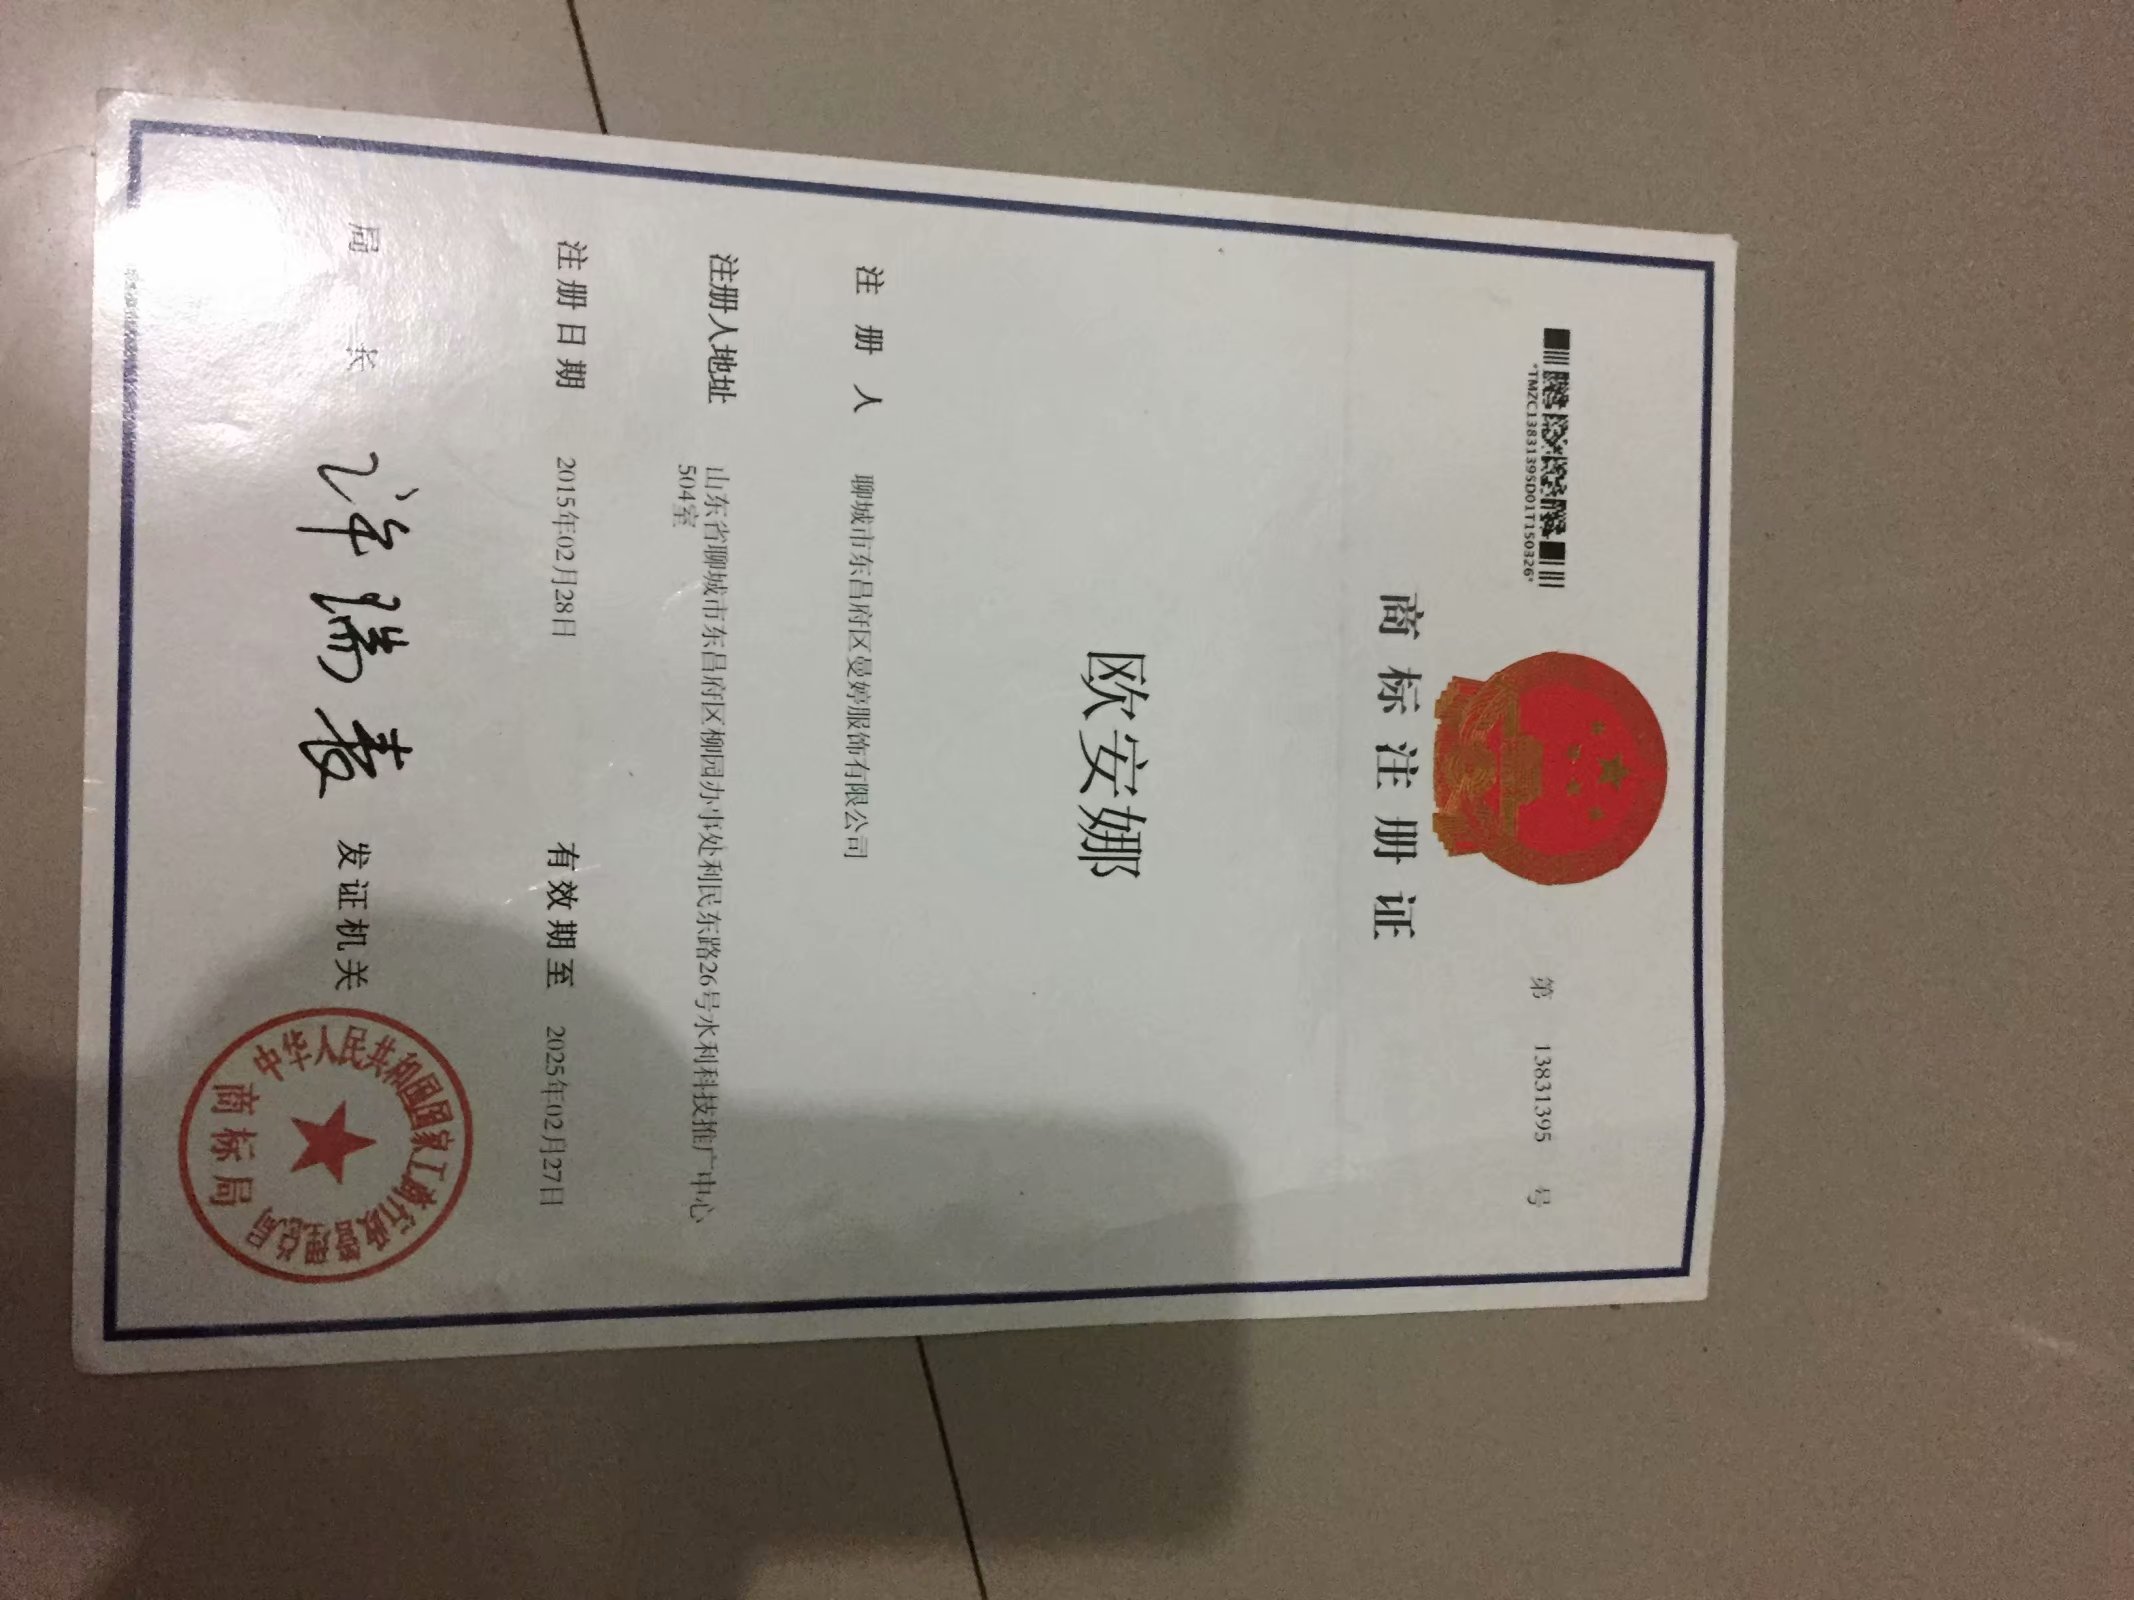 *TMZC13831395D01T150326*
第 13831395 号
商标注册证
欧安娜
注册人 聊城市东昌府区曼婷服饰有限公司
注册人地址 山东省聊城市东昌府区柳园办事处利民东路26号水利科技推广中心
504室
注册日期 2015年02月28日 有效期至 2025年02月27日
局长 许瑞表 发证机关
中华人民共和国国家工商行政管理总局
商标局